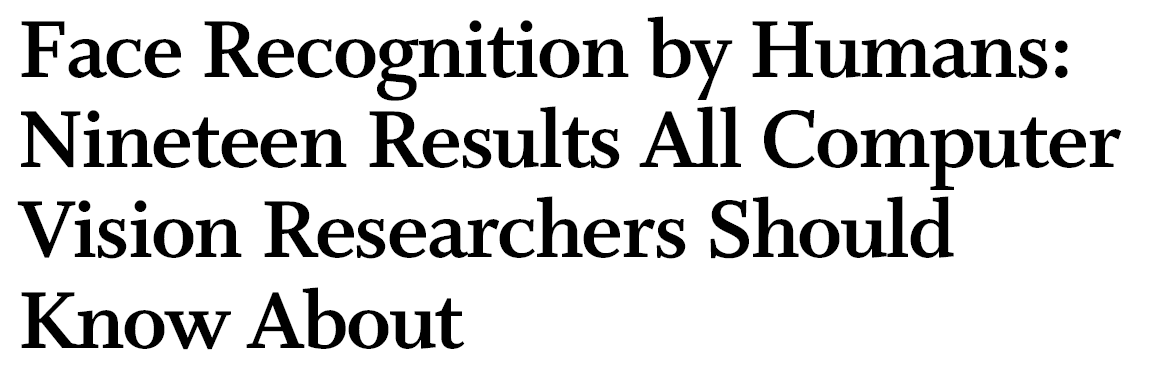 Face Recognition by Humans:
Nineteen Results All Computer
Vision Researchers Should
Know About